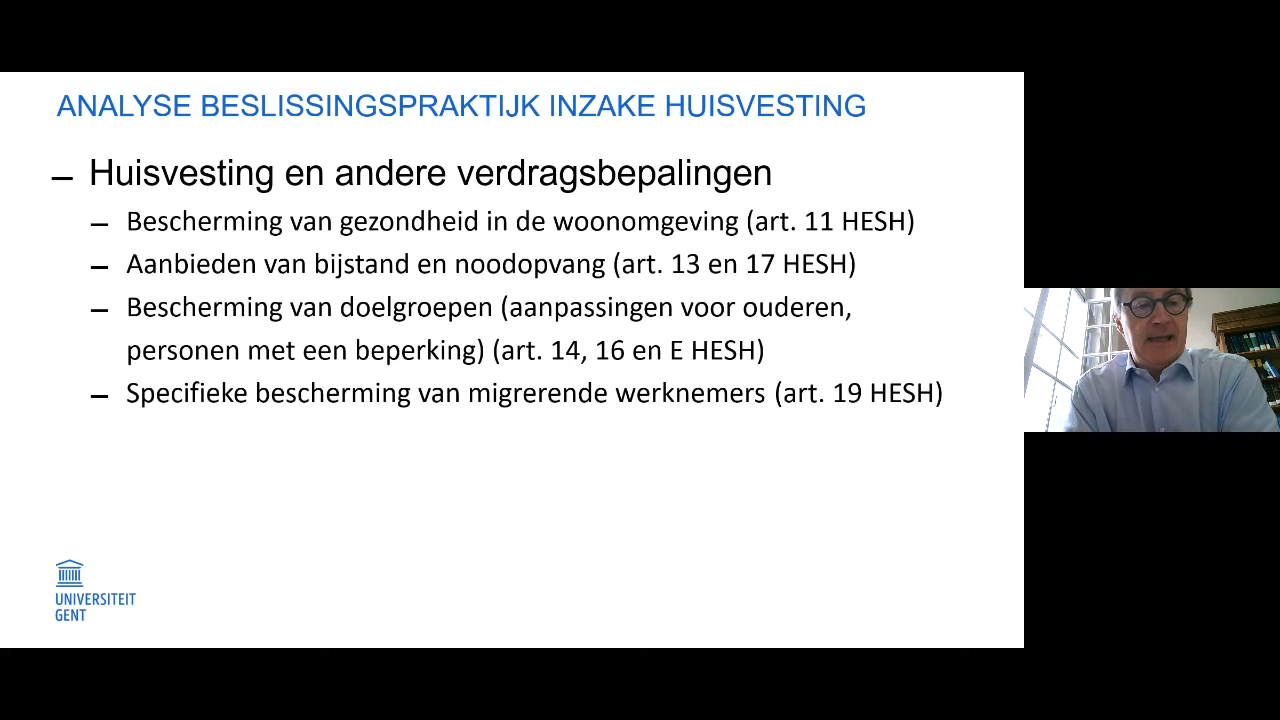 ANALYSE BESLISSINGSPRAKTIJK INZAKE HUISVESTING
– Huisvesting en andere verdragsbepalingen
– Bescherming van gezondheid in de woonomgeving (art. 11 HESH)
– Aanbieden van bijstand en noodopvang (art. 13 en 17 HESH)
– Bescherming van doelgroepen (aanpassingen voor ouderen,
personen met een beperking) (art. 14, 16 en E HESH)
– Specifieke bescherming van migrerende werknemers (art. 19 HESH)
UNIVERSITEIT
GENT